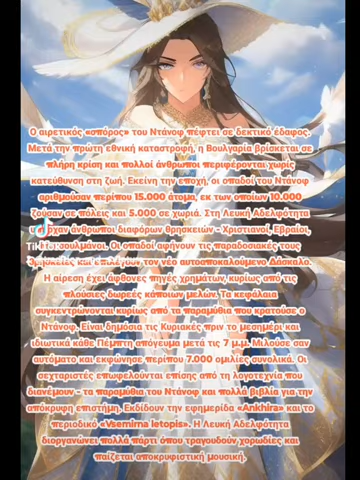 Ο αιρετικός «σπόρος» του Ντάνοφ πέφτει σε δεκτικό έδαφος.
Μετά την πρώτη εθνική καταστροφή, η Βουλγαρία βρίσκεται σε
πλήρη κρίση και πολλοί άνθρωποι περιφέρονται χωρίς
κατεύθυνση στη ζωή. Εκείνη την εποχή, οι οπαδοί του Ντάνοφ
αριθμούσαν περίπου 15.000 άτομα, εκ των οποίων 10.000
ζούσαν σε πόλεις και 5.000 σε χωριά. Στη Λευκή Αδελφότητα
άνθρωποι διαφόρων θρησκειών - Χριστιανοί, Εβραίοι,
Οι οπαδοί αφήνουν τις παραδοσιακές τους
θρησκείες και επιλέγουν τον νέο αυτοαποκαλούμενο Δάσκαλο.
Η αίρεση έχει άφθονες πηγές χρημάτων, κυρίως από τις
πλούσιες δωρεές κάποιων μελών. Τα κεφάλαια
συγκεντρώνονται κυρίως από τα παραμύθια που κρατούσε ο
Ντάνοφ. Είναι δημόσια τις Κυριακές πριν το μεσημέρι και
ιδιωτικά κάθε Πέμπτη απόγευμα μετά τις 7 μ.μ. Μιλούσε σαν
αυτόματο και εκφώνησε περίπου 7.000 ομιλίες συνολικά. Οι
σεχταριστές επωφελούνται επίσης από τη λογοτεχνία που
διανέμουν - τα παραμύθια του Ντάνοφ και πολλά βιβλία για την
απόκρυφη επιστήμη. Εκδίδουν την εφημερίδα «Ankhira» και το
περιοδικό «Vsemirna letopis». Η Λευκή Αδελφότητα
διοργανώνει πολλά πάρτι όπου τραγουδούν χορωδίες και
παίζεται αποκρυφιστική μουσική.